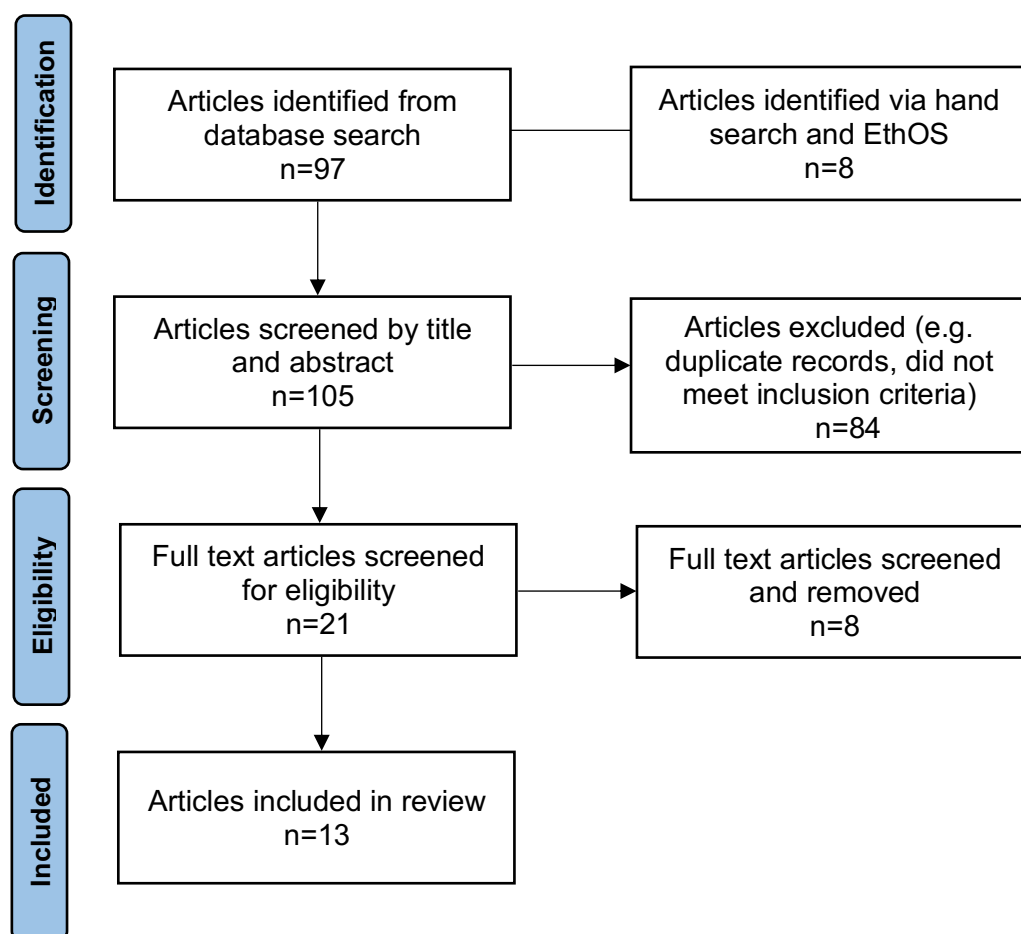 Identification
Articles identified from
database search
n=97
Articles identified via hand
search and EthOS
n=8
Screening
Articles screened by title
and abstract
n=105
Articles excluded (e.g.
duplicate records, did not
meet inclusion criteria)
n=84
Eligibility
Full text articles screened
for eligibility
n=21
Full text articles screened
and removed
n=8
Included
Articles included in review
n=13